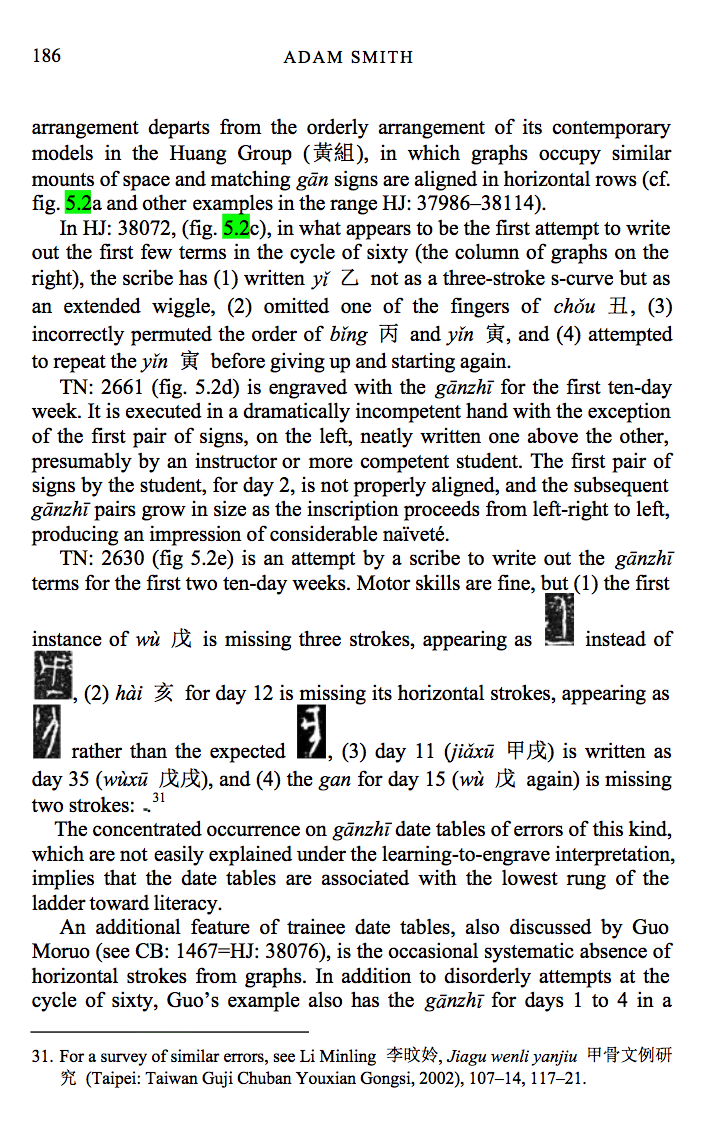 186
ADAM SMITH
arrangement departs from the orderly arrangement of its contemporary
models in the Huang Group (黃組), in which graphs occupy similar
mounts of space and matching gān signs are aligned in horizontal rows (cf.
fig. 5.2a and other examples in the range HJ: 37986–38114).
In HJ: 38072, (fig. 5.2c), in what appears to be the first attempt to write
out the first few terms in the cycle of sixty (the column of graphs on the
right), the scribe has (1) written yǐ 乙 not as a three-stroke s-curve but as
an extended wiggle, (2) omitted one of the fingers of chǒu 丑, (3)
incorrectly permuted the order of bǐng 丙 and yǐn 寅, and (4) attempted
to repeat the yǐn 寅 before giving up and starting again.
TN: 2661 (fig. 5.2d) is engraved with the gānzhī for the first ten-day
week. It is executed in a dramatically incompetent hand with the exception
of the first pair of signs, on the left, neatly written one above the other,
presumably by an instructor or more competent student. The first pair of
signs by the student, for day 2, is not properly aligned, and the subsequent
gānzhī pairs grow in size as the inscription proceeds from left-right to left,
producing an impression of considerable naïveté.
TN: 2630 (fig 5.2e) is an attempt by a scribe to write out the gānzhī
terms for the first two ten-day weeks. Motor skills are fine, but (1) the first
instance of wù 戊 is missing three strokes, appearing as instead of
, (2) hài 亥 for day 12 is missing its horizontal strokes, appearing as
rather than the expected , (3) day 11 (jiǎxū 甲戌) is written as
day 35 (wùxū 戊戌), and (4) the gan for day 15 (wù 戊 again) is missing
two strokes: .31
The concentrated occurrence on gānzhī date tables of errors of this kind,
which are not easily explained under the learning-to-engrave interpretation,
implies that the date tables are associated with the lowest rung of the
ladder toward literacy.
An additional feature of trainee date tables, also discussed by Guo
Moruo (see CB: 1467=HJ: 38076), is the occasional systematic absence of
horizontal strokes from graphs. In addition to disorderly attempts at the
cycle of sixty, Guo's example also has the gānzhī for days 1 to 4 in a
31. For a survey of similar errors, see Li Minling 李旼姈, Jiagu wenli yanjiu 甲骨文例研
究 (Taipei: Taiwan Guji Chuban Youxian Gongsi, 2002), 107–14, 117–21.